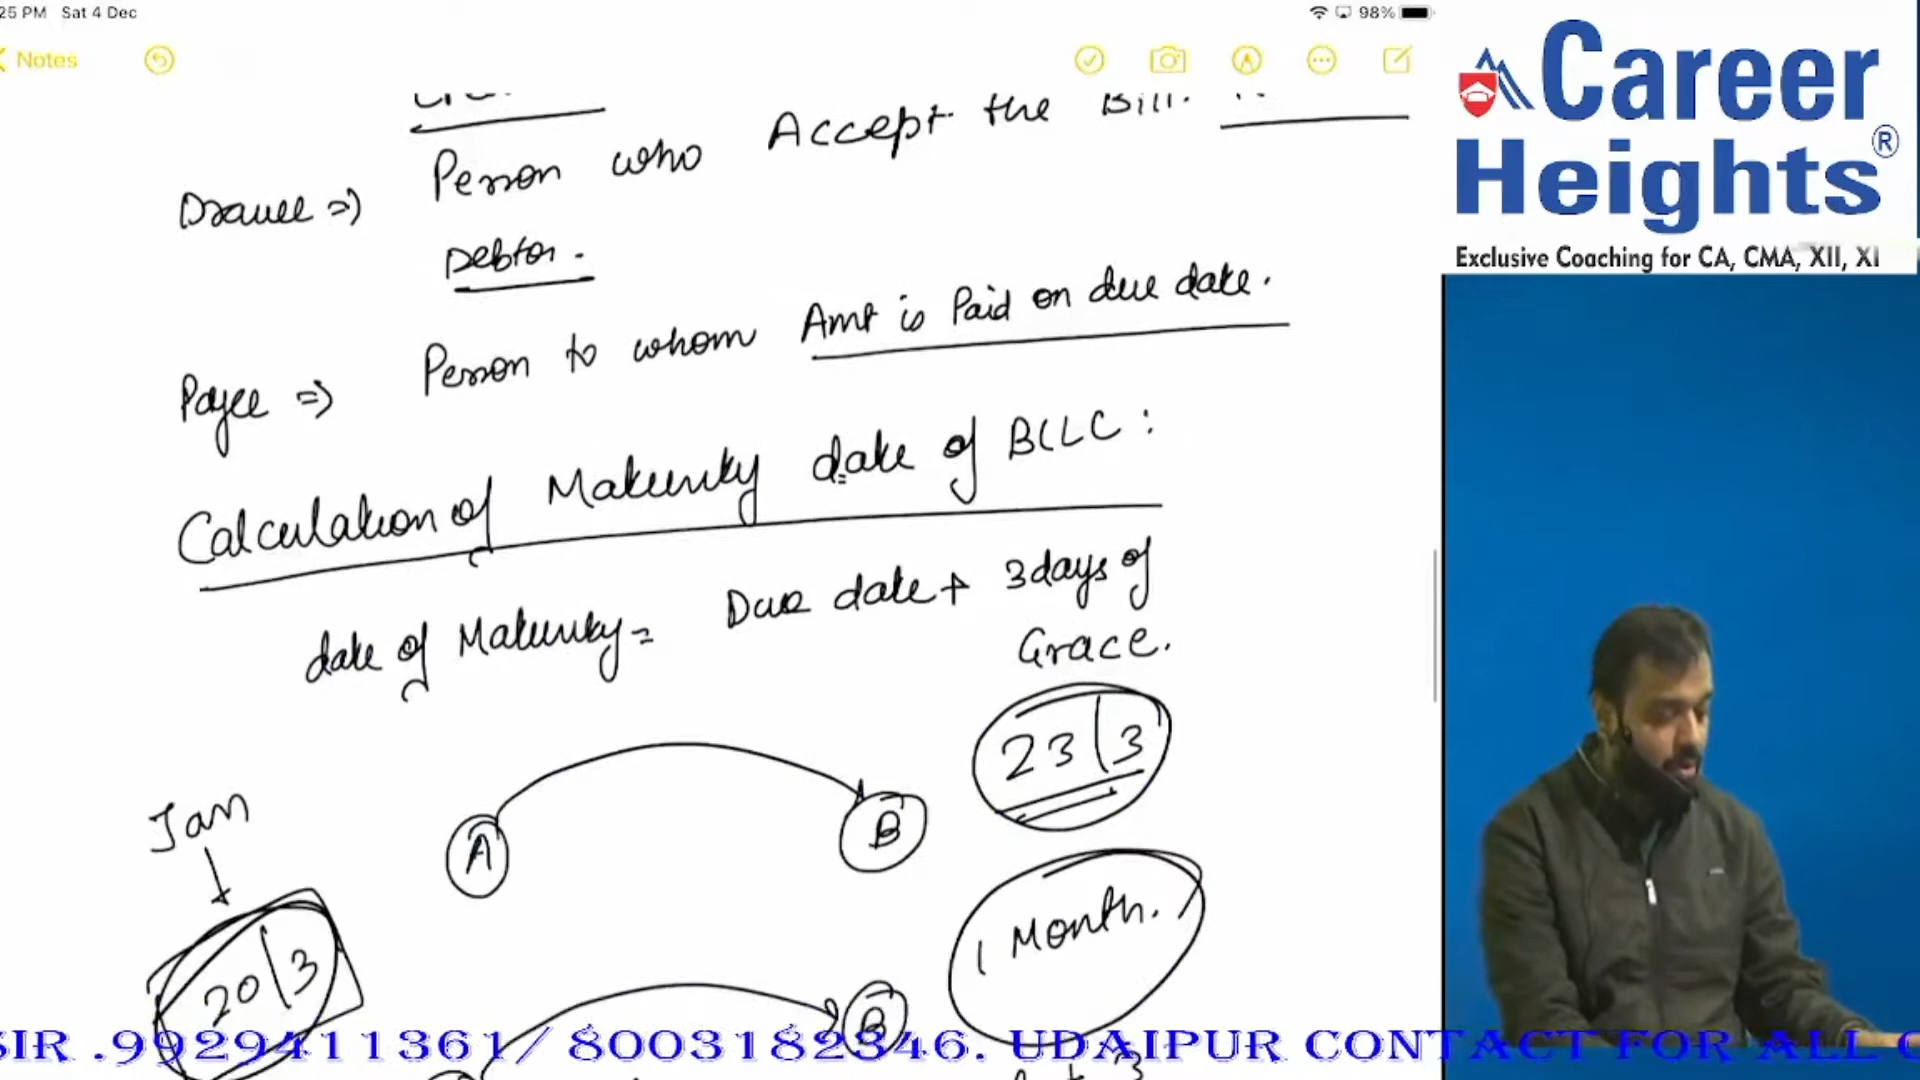 25 PM Sat 4 Dec
98%
Notes
Person who Accept the Bill.
Drawee =>
Debtor.
Payee => Person to whom Amt is Paid on due date.
Calculation of Maturity date of BILL:
date of Maturity = Due date + 3 days of
Grace.
23|3
Jan
A
B
1 Month.
20|3
B
SIR .9929411361/ 8003182346. UDAIPUR CONTACT FOR ALL
Career
Heights®
Exclusive Coaching for CA, CMA, XII, XI